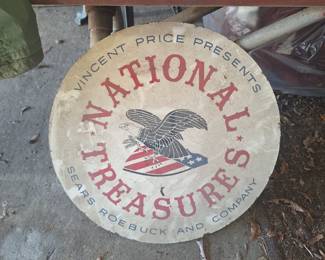 VINCENT PRICE PRESENTS
NATIONAL
TREASURES
SEARS ROEBUCK AND COMPANY